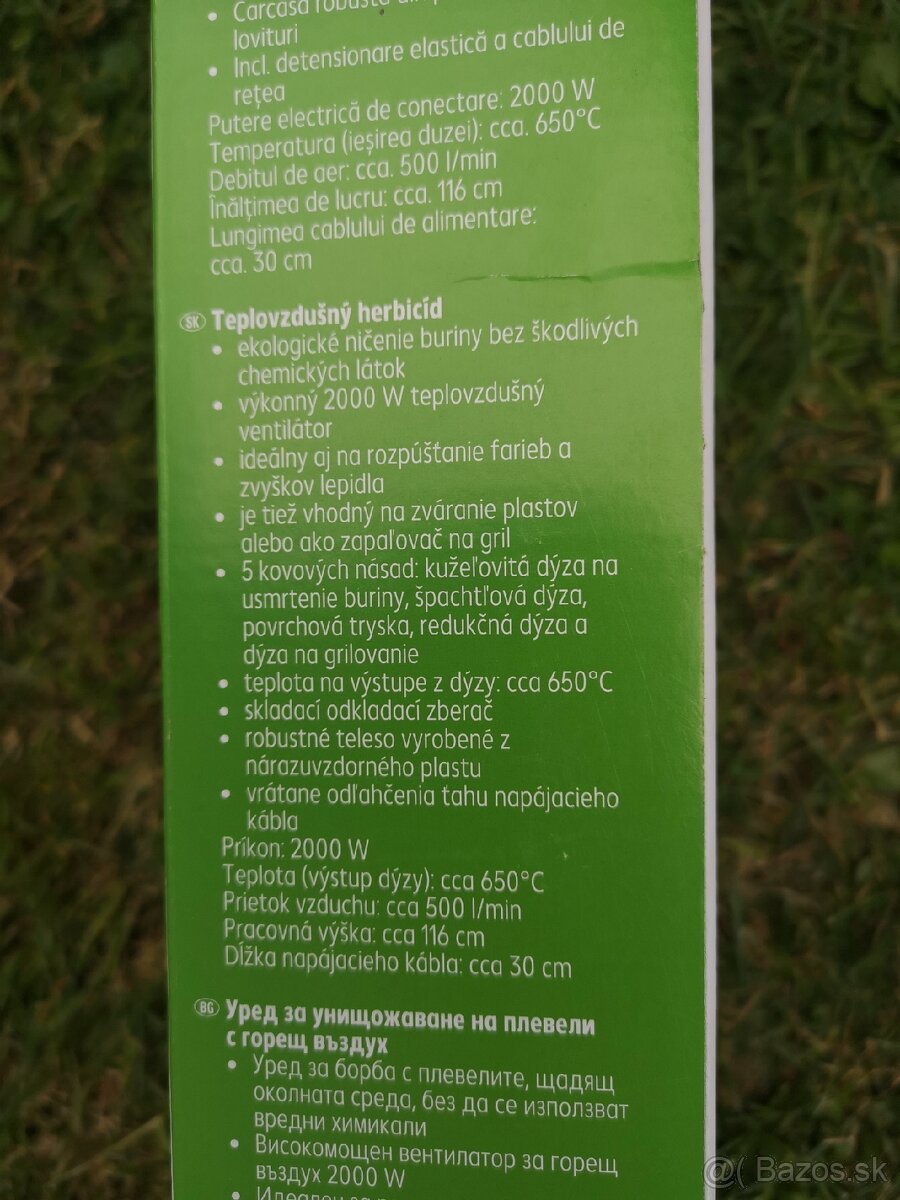 • Carcasă robustă
lovituri
• Incl. detensionare elastică a cablului de
rețea
Putere electrică de conectare: 2000 W
Temperatura (ieșirea duzei): cca. 650°C
Debitul de aer: cca. 500 l/min
Înălțimea de lucru: cca. 116 cm
Lungimea cablului de alimentare:
cca. 30 cm
SK Teplovzdušný herbicíd
• ekologické ničenie buriny bez škodlivých
chemických látok
• výkonný 2000 W teplovzdušný
ventilátor
• ideálny aj na rozpúšťanie farieb a
zvyškov lepidla
• je tiež vhodný na zváranie plastov
alebo ako zapaľovač na gril
• 5 kovových násad: kužeľovitá dýza na
usmrtenie buriny, špachtľová dýza,
povrchová tryska, redukčná dýza a
dýza na grilovanie
• teplota na výstupe z dýzy: cca 650°C
• skladací odkladací zberač
• robustné teleso vyrobené z
nárazuvzdorného plastu
• vrátane odľahčenia tahu napájacieho
kábla
Príkon: 2000 W
Teplota (výstup dýzy): cca 650°C
Prietok vzduchu: cca 500 l/min
Pracovná výška: cca 116 cm
Dĺžka napájacieho kábla: cca 30 cm
BG Уред за унищожаване на плевели
с горещ въздух
• Уред за борба с плевелите, щадящ
околната среда, без да се използват
вредни химикали
• Високомощен вентилатор за горещ
въздух 2000 W
@( Bazos.sk